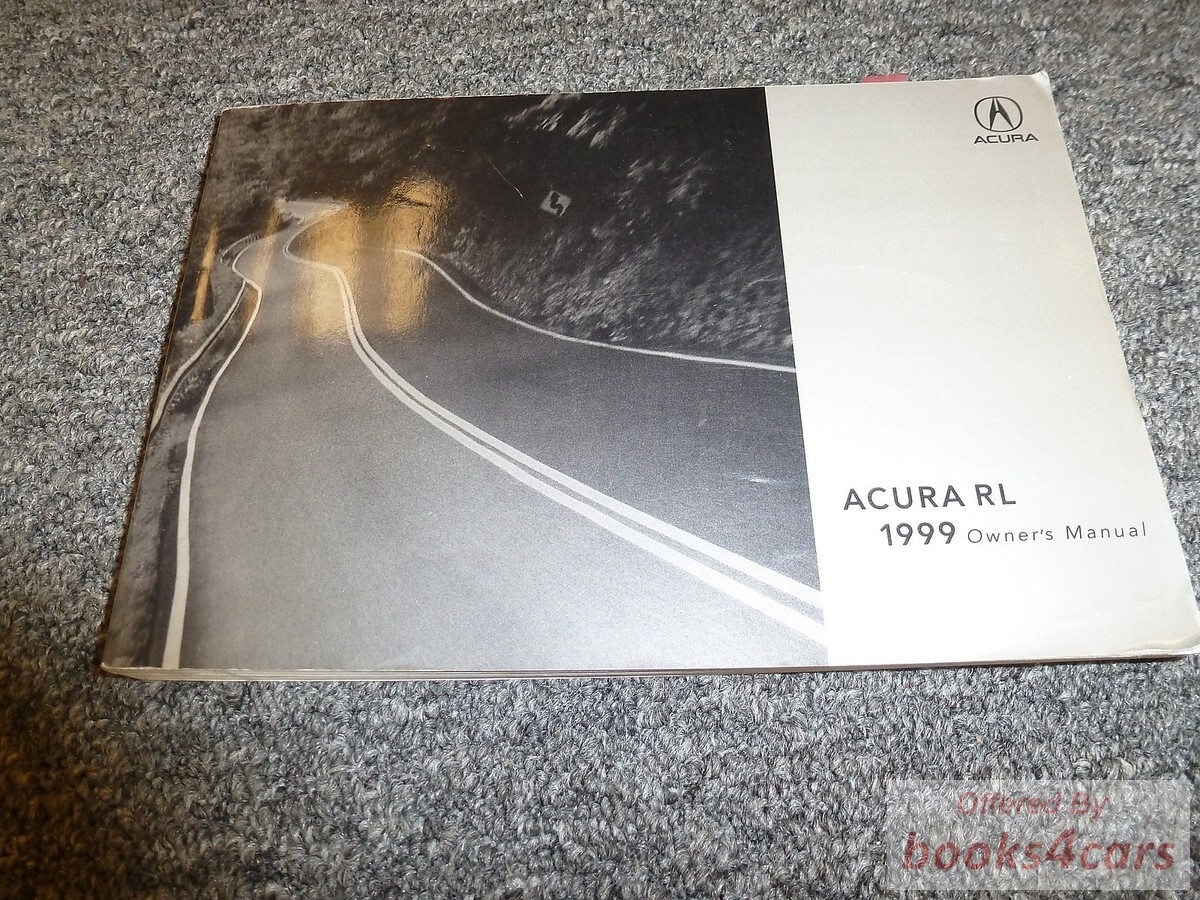 ACURA
ACURA RL
1999 Owner's Manual
Offered By
books4cars